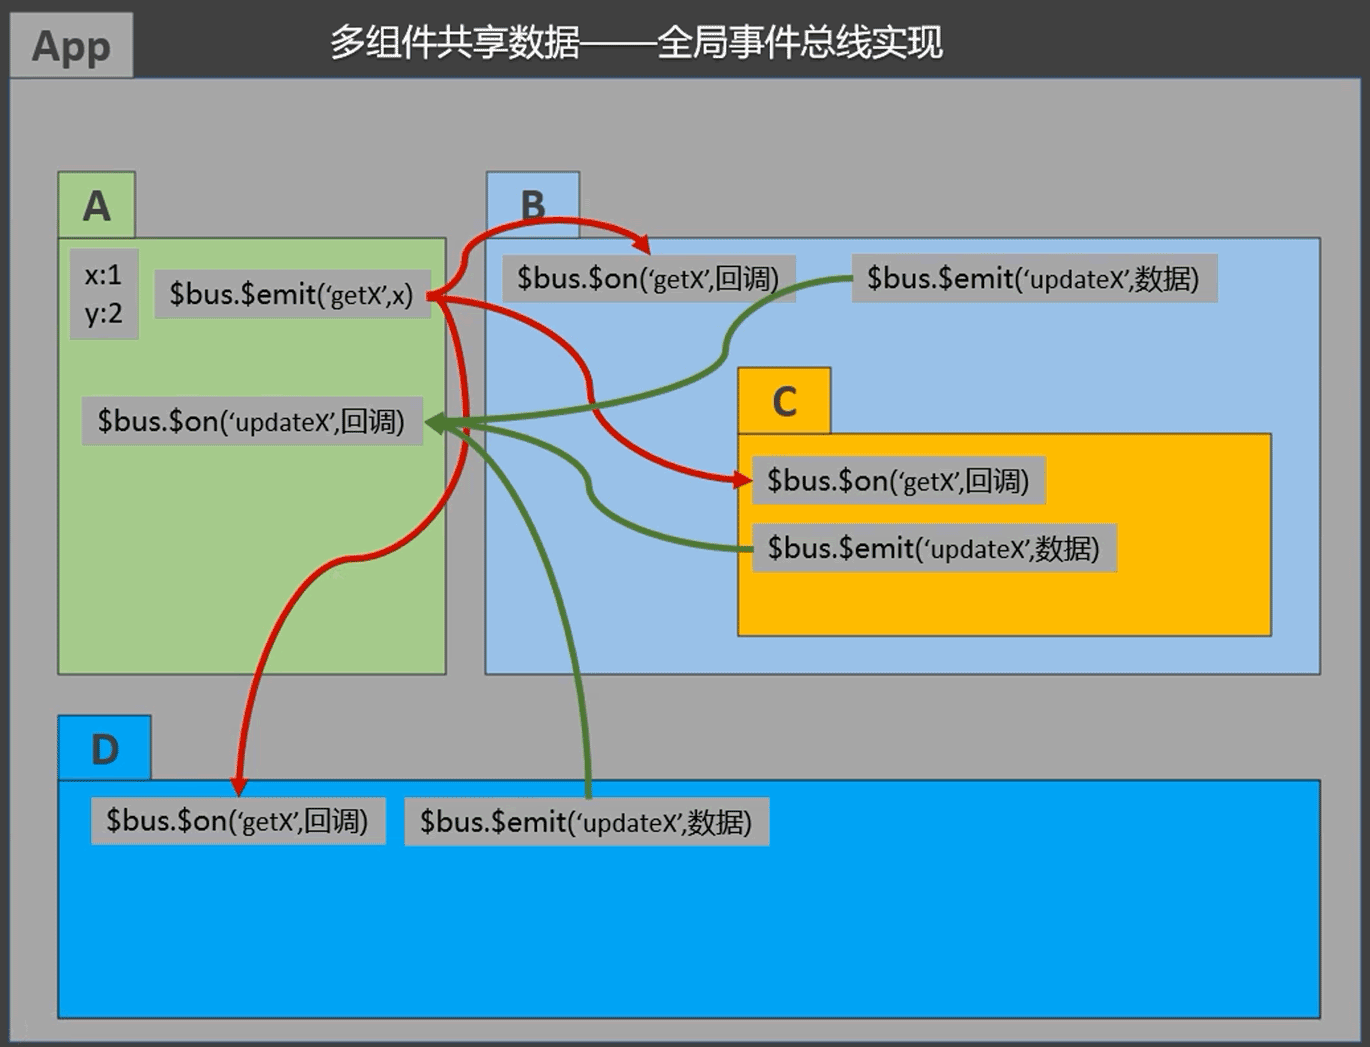 App
多组件共享数据——全局事件总线实现
A
x:1
y:2
$bus.$emit(‘getX’,x)
$bus.$on(‘updateX’,回调)
B
$bus.$on(‘getX’,回调)
$bus.$emit(‘updateX’,数据)
C
$bus.$on(‘getX’,回调)
$bus.$emit(‘updateX’,数据)
D
$bus.$on(‘getX’,回调)
$bus.$emit(‘updateX’,数据)